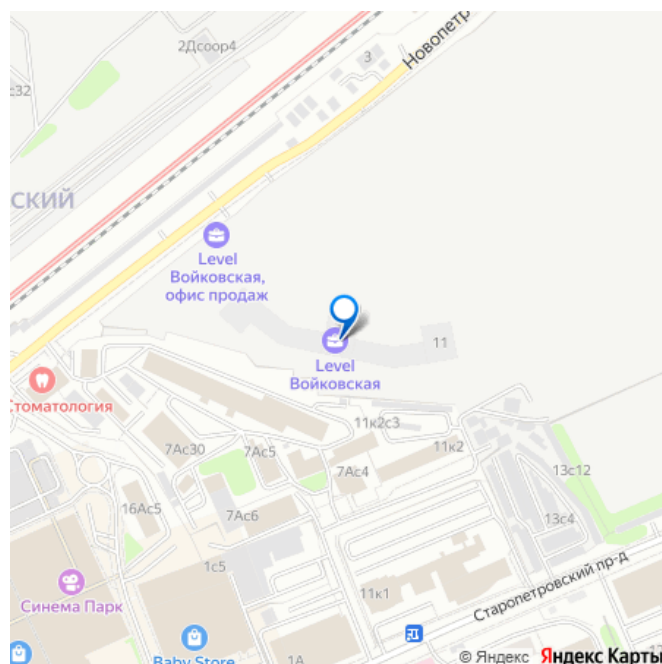 2Дсоор4
3
Новопетр
с32
СКИЙ
Level
Войковская,
офис продаж
11
Level
Войковская
Стоматология
11к2с3
7Ас30
7Ас5
11к2
7Ас4
13с12
16Ас5
7Ас6
13с4
1с5
11к1
Старопетровский пр-д
Синема Парк
Baby Store
1А
© Яндекс Яндекс Карты